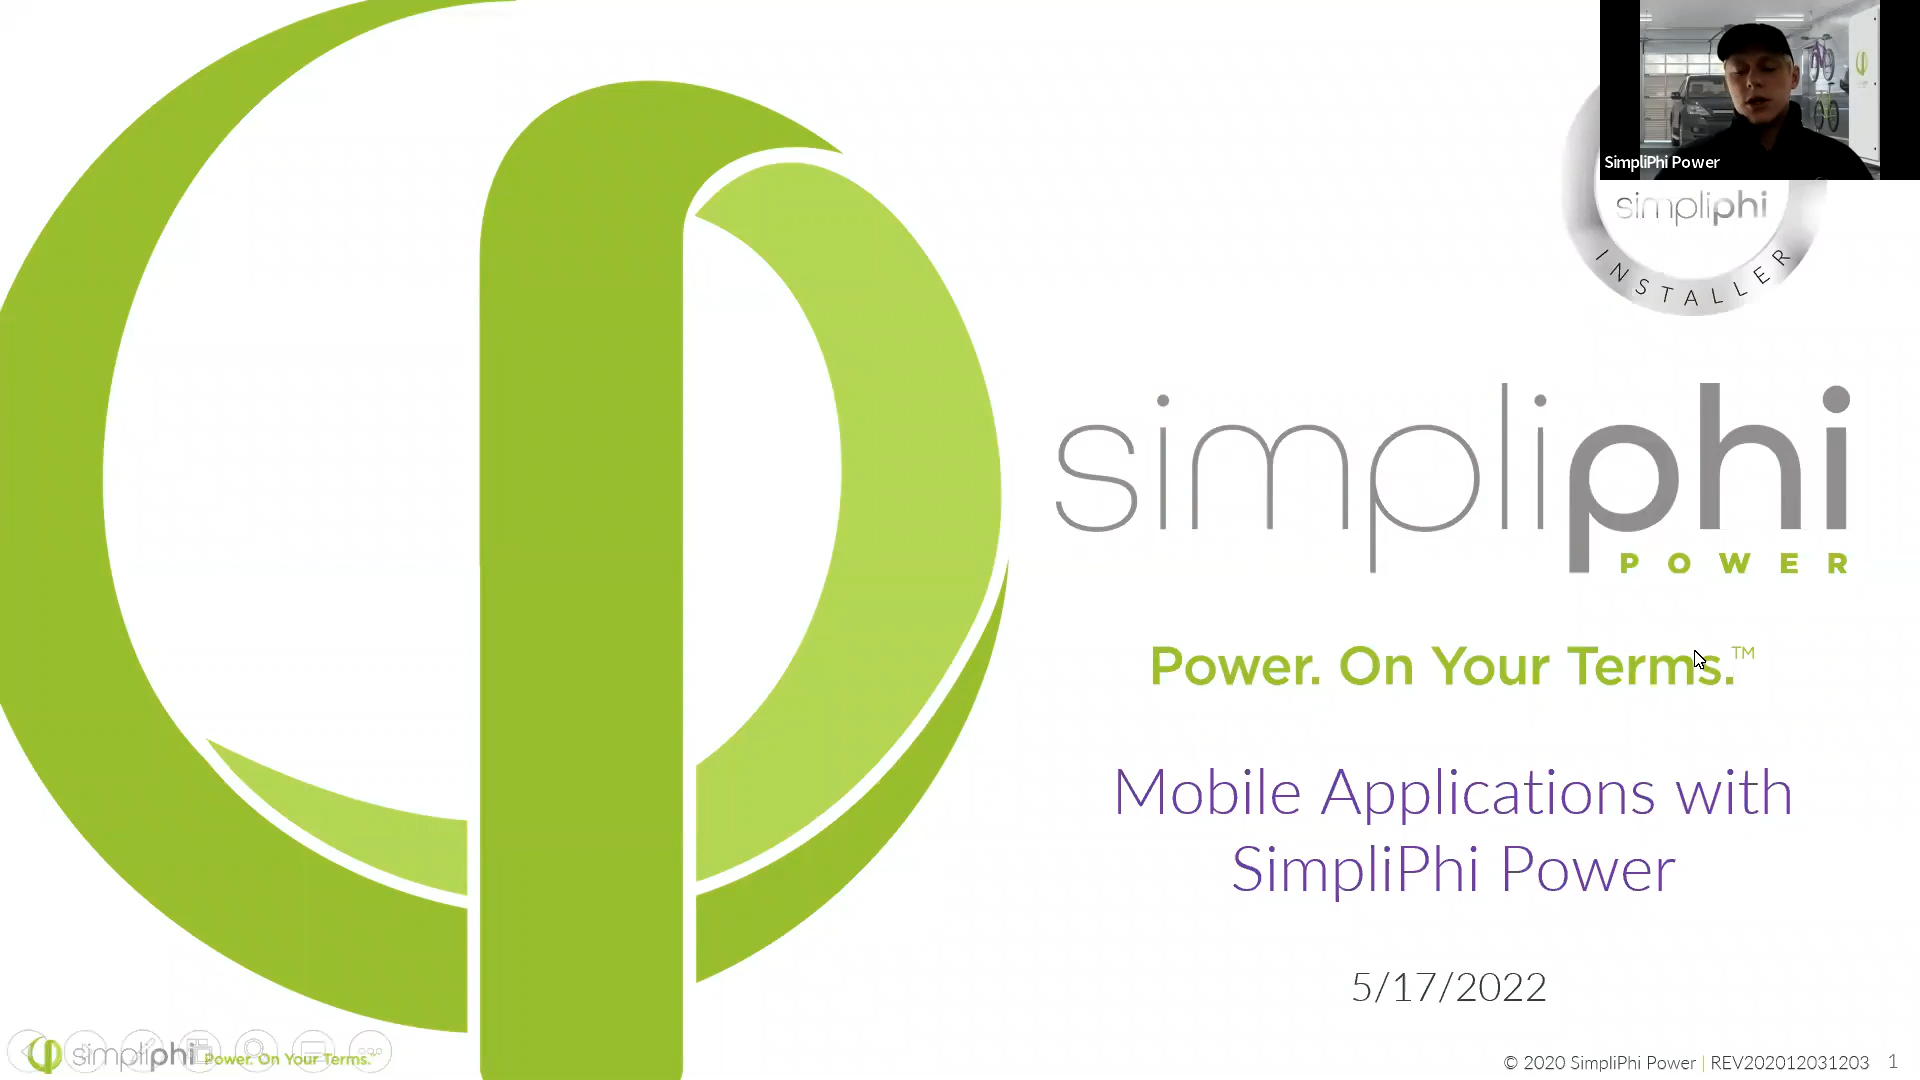 SimpliPhi Power
simpliphi
INSTALLER
simpliphi
POWER
Power. On Your Terms.™
Mobile Applications with
SimpliPhi Power
5/17/2022
simpliphi Power. On Your Terms.™
© 2020 SimpliPhi Power | REV202012031203 1